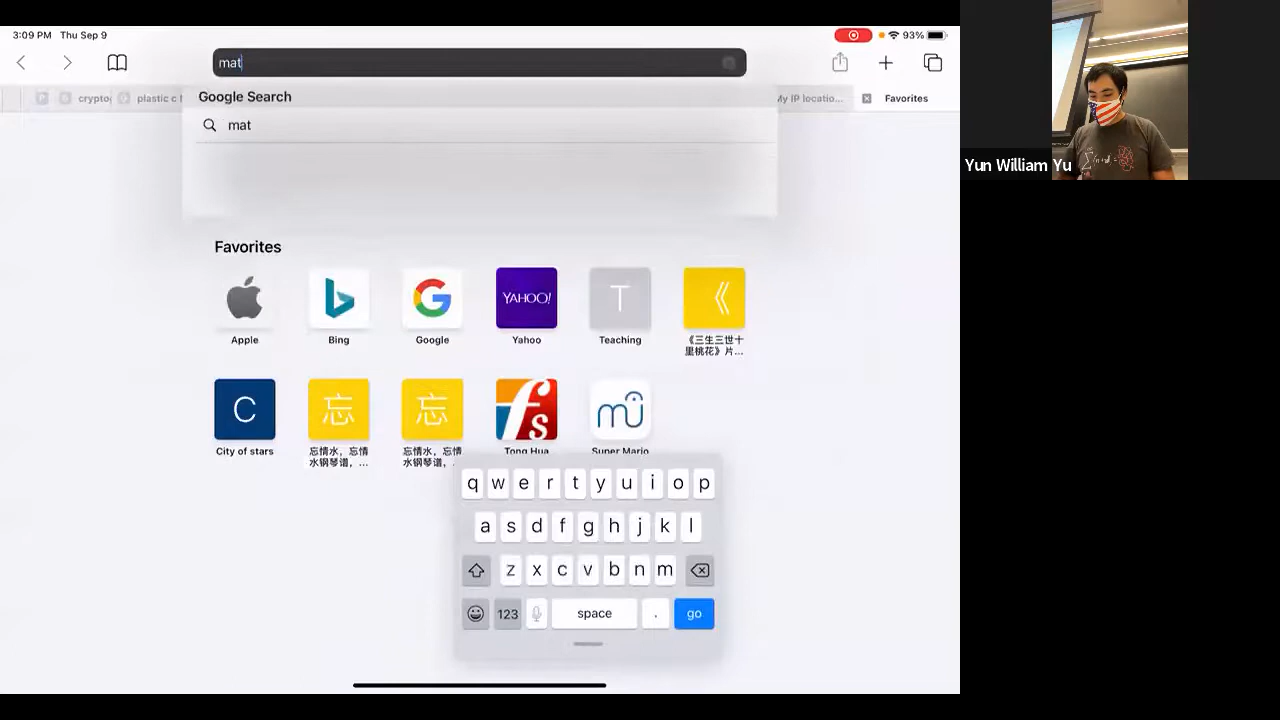 3:09 PM Thu Sep 9
93%
mat
crypto
plastic c
My IP locatio...
Favorites
Google Search
mat
Favorites
Apple
Bing
Google
YAHOO!
Yahoo
T
Teaching
《
《三生三世十
里桃花》片...
C
City of stars
忘
忘情水，忘情
水钢琴谱，...
忘
忘情水，忘情
水钢琴谱，...
fs
Tong Hua
mu
Super Mario
q w e r t y u i o p
a s d f g h j k l
z x c v b n m
123
space
.
go
Yun William Yu